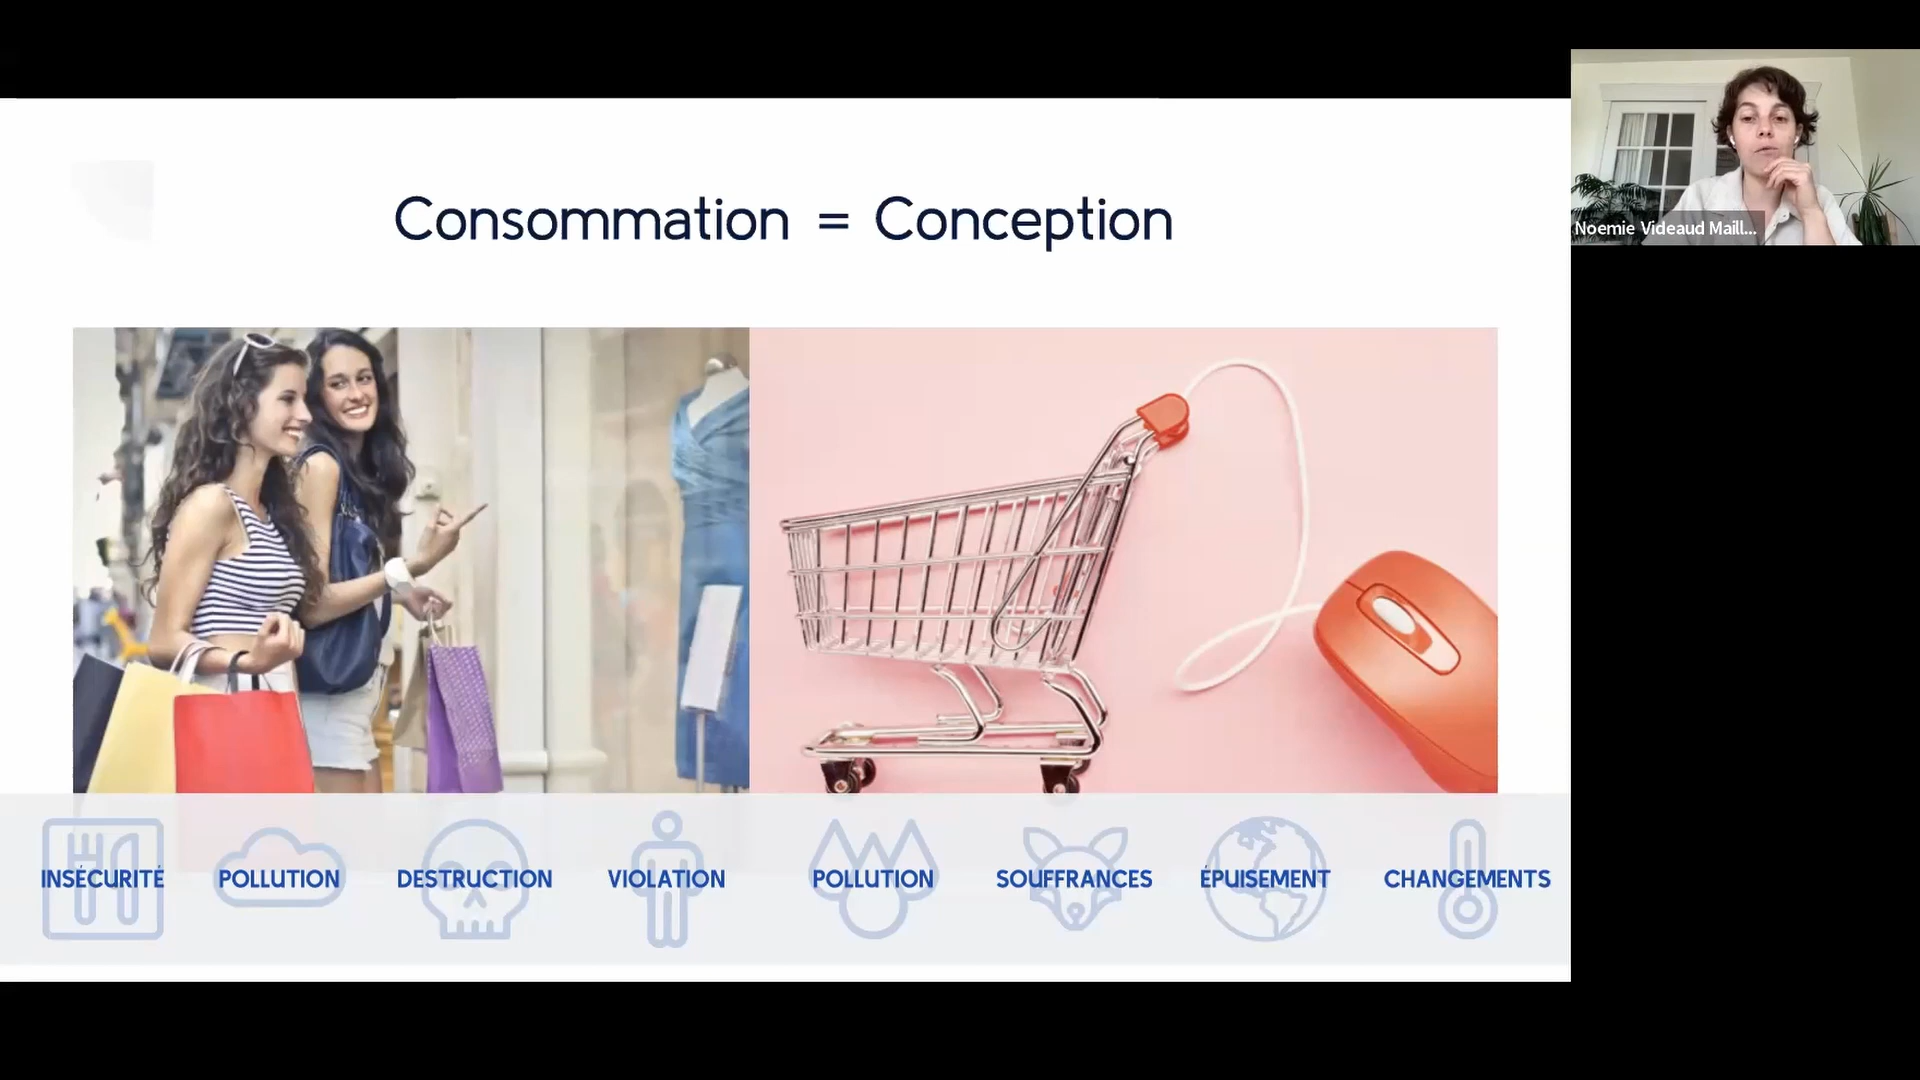 Consommation = Conception
Noemie Videaud Maill...
INSÉCURITÉ
POLLUTION
DESTRUCTION
VIOLATION
POLLUTION
SOUFFRANCES
ÉPUISEMENT
CHANGEMENTS